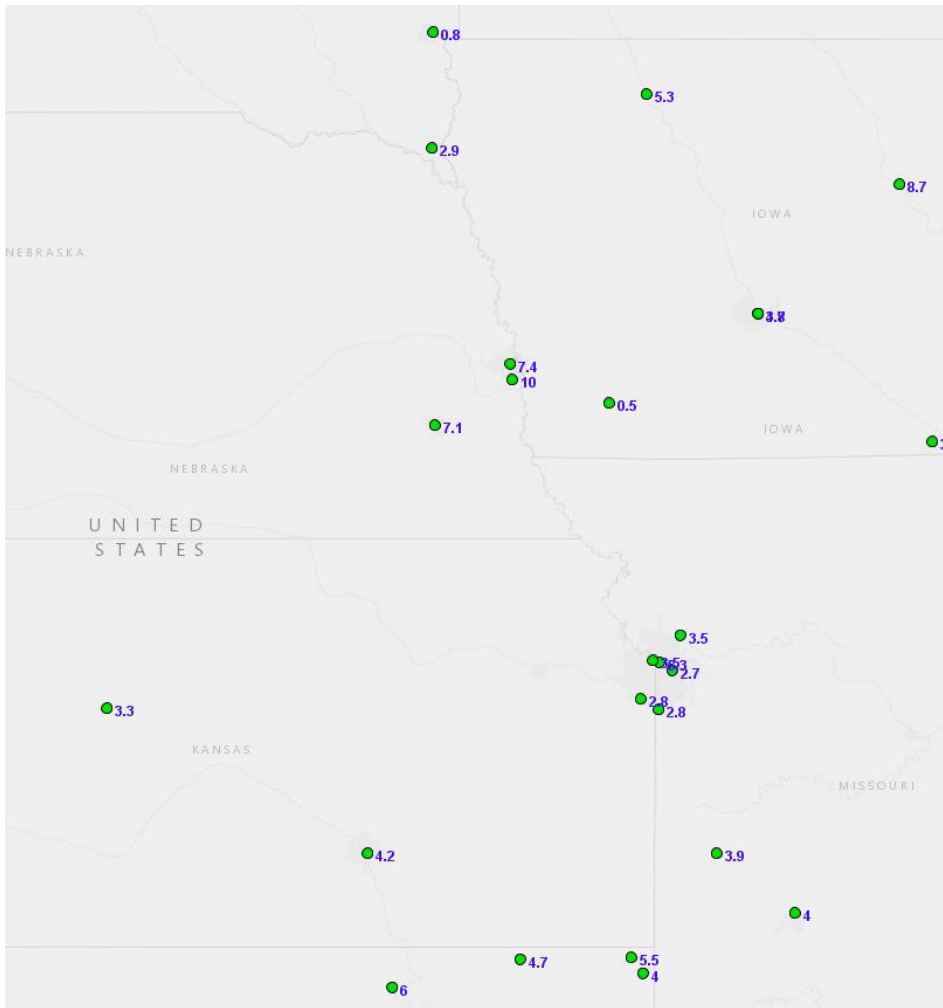 0.8
5.3
2.9
8.7
IOWA
NEBRASKA
7.4
10
0.5
7.1
IOWA
NEBRASKA
UNITED
STATES
3.5
2.7
2.8
2.8
3.3
KANSAS
MISSOURI
4.2
3.9
4
4.7
5.5
4
6